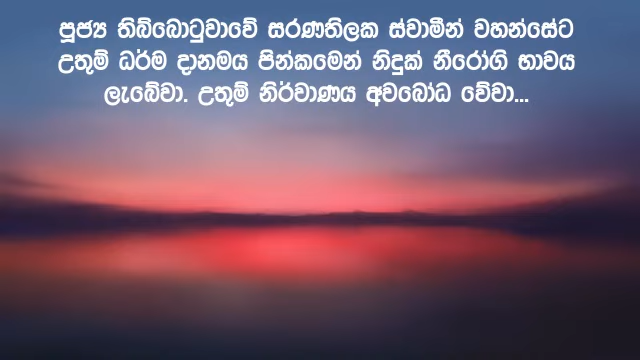 පූජ්‍ය තිබ්බොටුවාවේ සරණතිලක ස්වාමීන් වහන්සේට
උතුම් ධර්ම දානමය පින්කමෙන් නිදුක් නීරෝගි භාවය
ලැබේවා. උතුම් නිර්වාණය අවබෝධ වේවා...